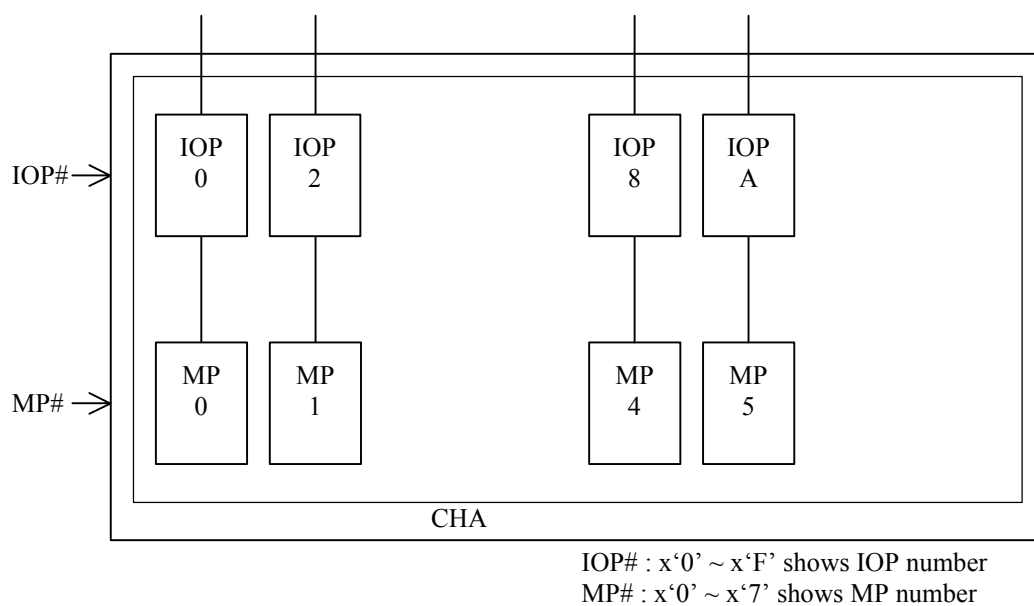 IOP 0
IOP 2
IOP 8
IOP A
IOP#
MP 0
MP 1
MP 4
MP 5
MP#
CHA
IOP# : x‘0’ ~ x‘F’ shows IOP number
MP# : x‘0’ ~ x‘7’ shows MP number